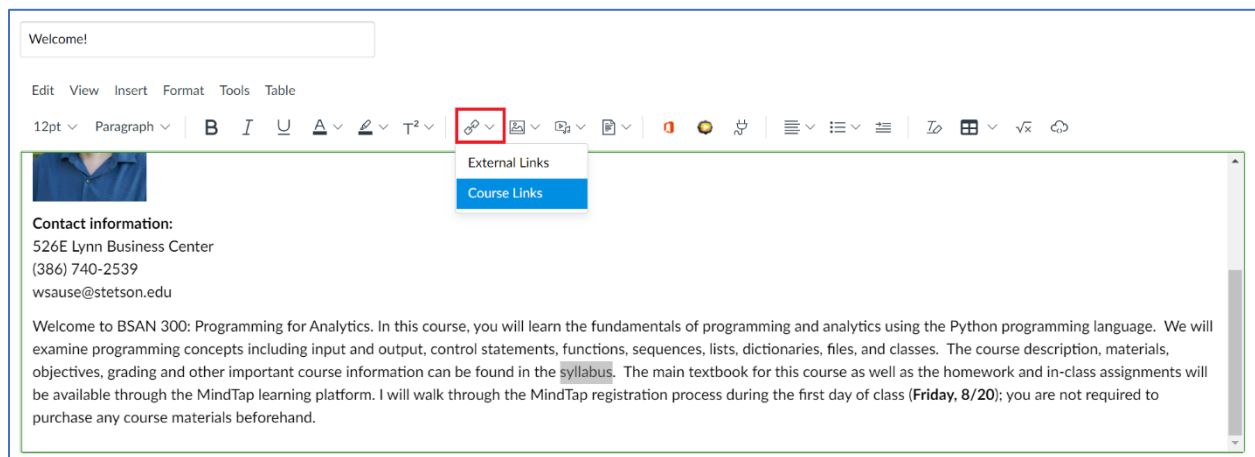 Welcome!
Edit View Insert Format Tools Table
12pt Paragraph B I U A T²
External Links
Course Links
Contact information:
526E Lynn Business Center
(386) 740-2539
wsause@stetson.edu
Welcome to BSAN 300: Programming for Analytics. In this course, you will learn the fundamentals of programming and analytics using the Python programming language. We will
examine programming concepts including input and output, control statements, functions, sequences, lists, dictionaries, files, and classes. The course description, materials,
objectives, grading and other important course information can be found in the syllabus. The main textbook for this course as well as the homework and in-class assignments will
be available through the MindTap learning platform. I will walk through the MindTap registration process during the first day of class (Friday, 8/20); you are not required to
purchase any course materials beforehand.